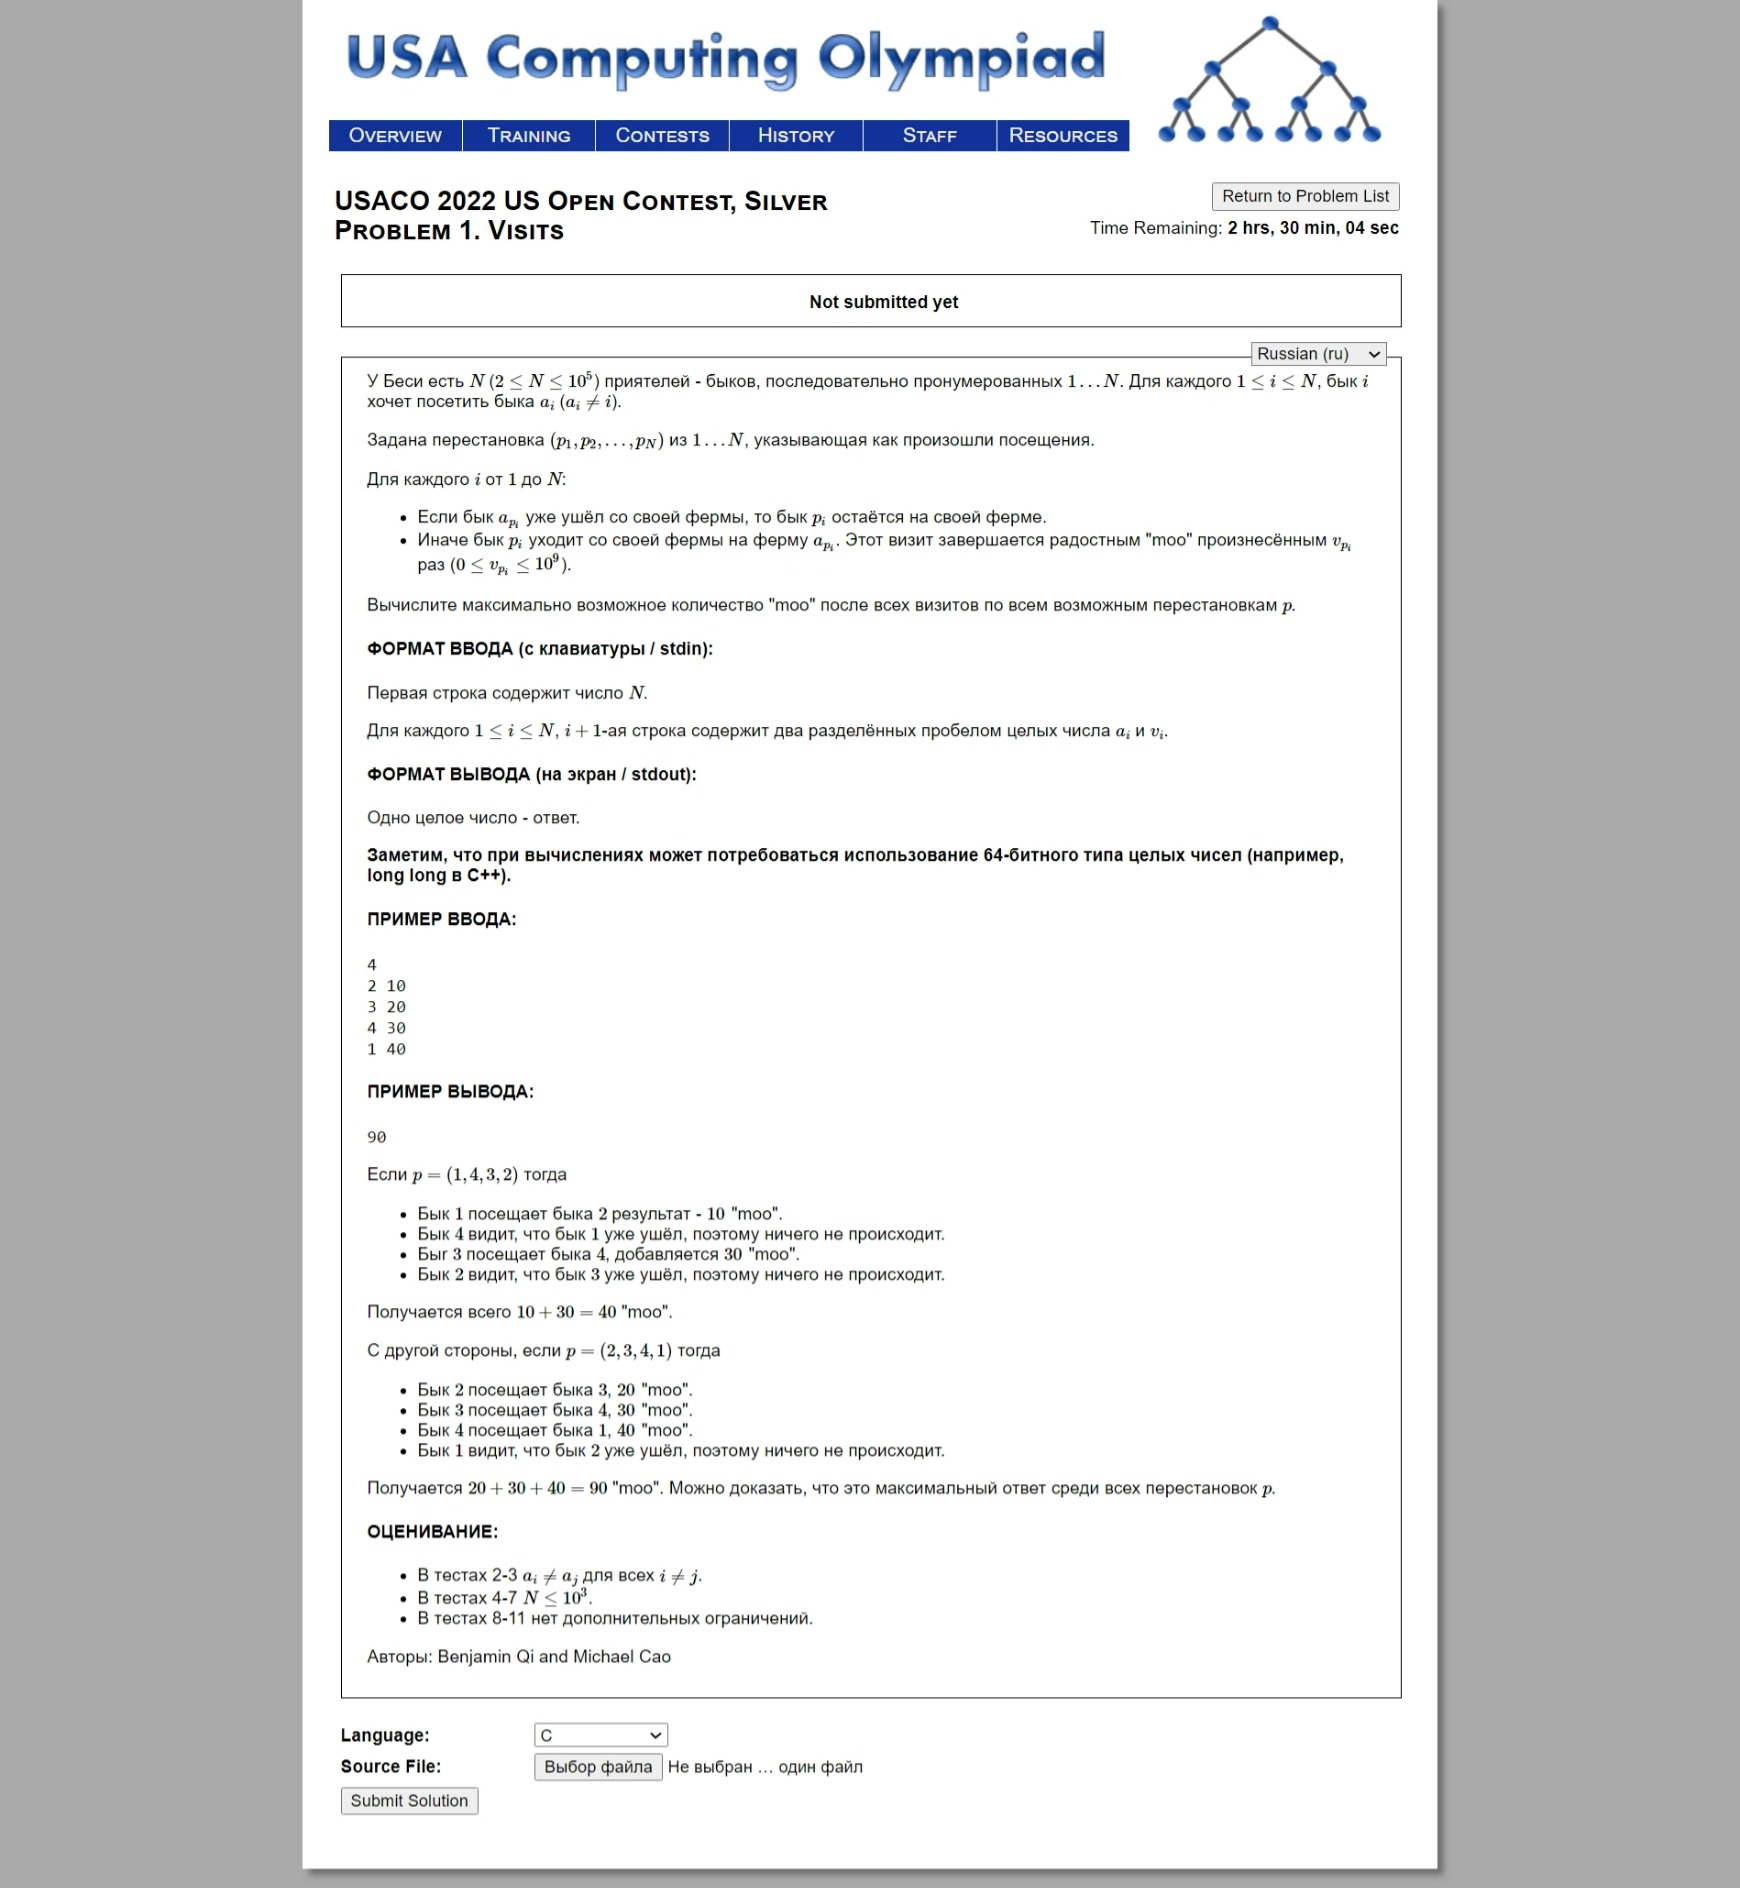 USA Computing Olympiad
OVERVIEW TRAINING CONTESTS HISTORY STAFF RESOURCES
USACO 2022 US OPEN CONTEST, SILVER
PROBLEM 1. VISITS
Return to Problem List
Time Remaining: 2 hrs, 30 min, 04 sec
Not submitted yet
Russian (ru)
У Беси есть N (2 ≤ N ≤ 10^5) приятелей - быков, последовательно пронумерованных 1…N. Для каждого 1 ≤ i ≤ N, бык i
хочет посетить быка a_i (a_i ≠ i).
Задана перестановка (p_1, p_2, …, p_N) из 1…N, указывающая как произошли посещения.
Для каждого i от 1 до N:
• Если бык a_{p_i} уже ушёл со своей фермы, то бык p_i остаётся на своей ферме.
• Иначе бык p_i уходит со своей фермы на ферму a_{p_i}. Этот визит завершается радостным "moo" произнесённым v_{p_i}
раз (0 ≤ v_{p_i} ≤ 10^9).
Вычислите максимально возможное количество "moo" после всех визитов по всем возможным перестановкам p.
ФОРМАТ ВВОДА (с клавиатуры / stdin):
Первая строка содержит число N.
Для каждого 1 ≤ i ≤ N, i + 1-ая строка содержит два разделённых пробелом целых числа a_i и v_i.
ФОРМАТ ВЫВОДА (на экран / stdout):
Одно целое число - ответ.
Заметим, что при вычислениях может потребоваться использование 64-битного типа целых чисел (например,
long long в C++).
ПРИМЕР ВВОДА:
4
2 10
3 20
4 30
1 40
ПРИМЕР ВЫВОДА:
90
Если p = (1, 4, 3, 2) тогда
• Бык 1 посещает быка 2 результат - 10 "moo".
• Бык 4 видит, что бык 1 уже ушёл, поэтому ничего не происходит.
• Быг 3 посещает быка 4, добавляется 30 "moo".
• Бык 2 видит, что бык 3 уже ушёл, поэтому ничего не происходит.
Получается всего 10 + 30 = 40 "moo".
С другой стороны, если p = (2, 3, 4, 1) тогда
• Бык 2 посещает быка 3, 20 "moo".
• Бык 3 посещает быка 4, 30 "moo".
• Бык 4 посещает быка 1, 40 "moo".
• Бык 1 видит, что бык 2 уже ушёл, поэтому ничего не происходит.
Получается 20 + 30 + 40 = 90 "moo". Можно доказать, что это максимальный ответ среди всех перестановок p.
ОЦЕНИВАНИЕ:
• В тестах 2-3 a_i ≠ a_j для всех i ≠ j.
• В тестах 4-7 N ≤ 10^3.
• В тестах 8-11 нет дополнительных ограничений.
Авторы: Benjamin Qi and Michael Cao
Language: C
Source File: Выбор файла Не выбран … один файл
Submit Solution